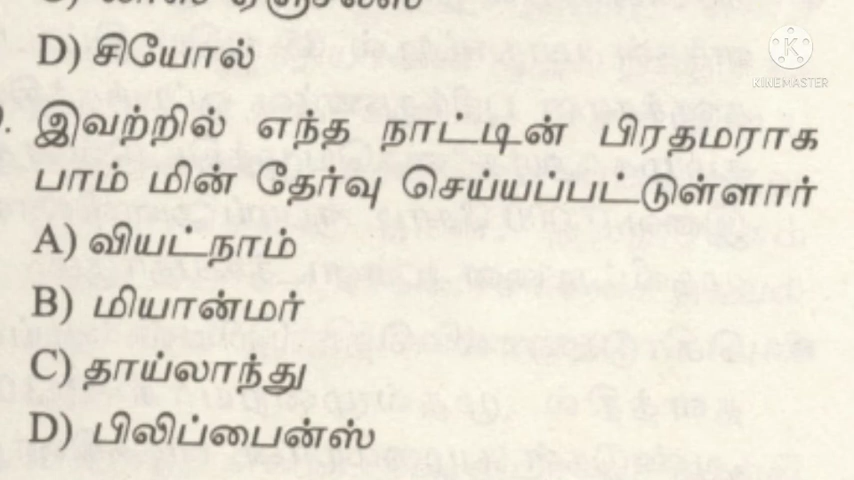 D) சியோல்
KINEMASTER
. இவற்றில் எந்த நாட்டின் பிரதமராக
பாம் மின் தேர்வு செய்யப்பட்டுள்ளார்
A) வியட்நாம்
B) மியான்மர்
C) தாய்லாந்து
D) பிலிப்பைன்ஸ்